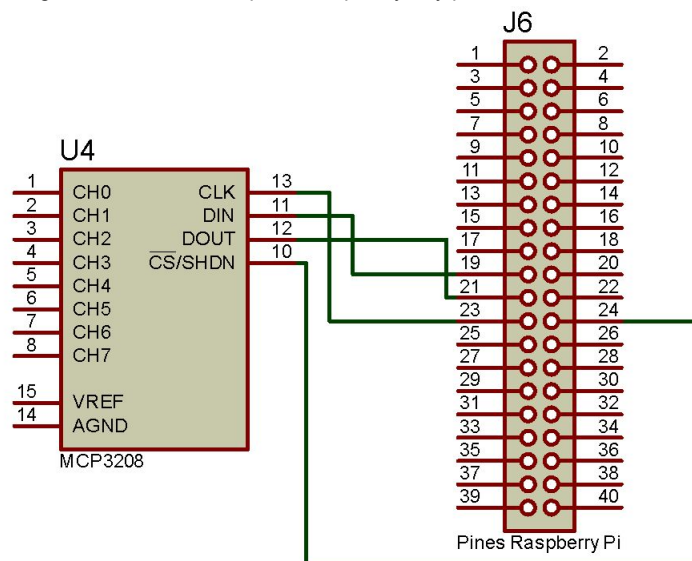 J6
1 2
3 4
5 6
7 8
9 10
11 12
13 14
15 16
17 18
19 20
21 22
23 24
25 26
27 28
29 30
31 32
33 34
35 36
37 38
39 40
Pines Raspberry Pi
U4
1 CH0 CLK 13
2 CH1 DIN 11
3 CH2 DOUT 12
4 CH3 CS/SHDN 10
5 CH4
6 CH5
7 CH6
8 CH7
15 VREF
14 AGND
MCP3208